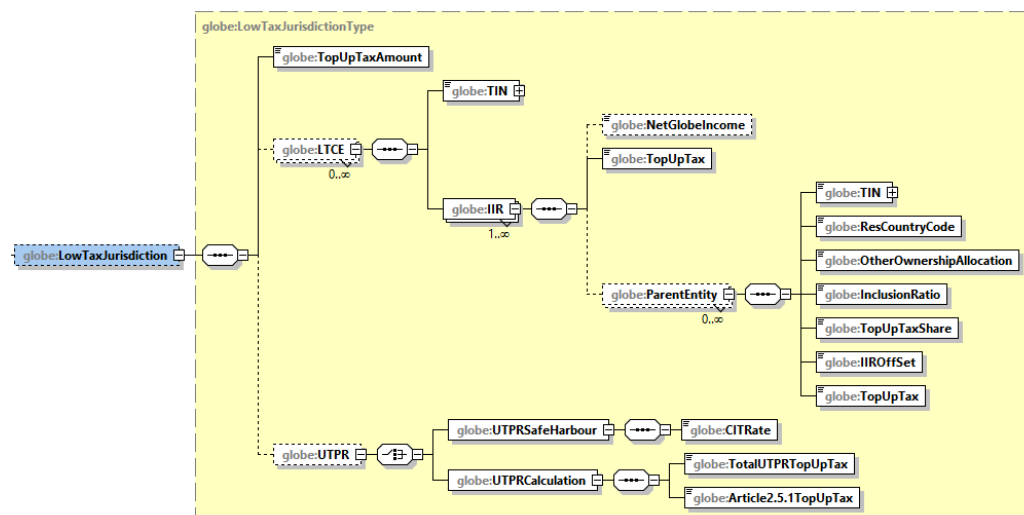 globe:LowTaxJurisdictionType
globe:TopUpTaxAmount
globe:TIN
globe:NetGlobeIncome
globe:LTCE
0..∞
globe:TopUpTax
globe:TIN
globe:IIR
1..∞
globe:ResCountryCode
globe:LowTaxJurisdiction
globe:OtherOwnershipAllocation
globe:ParentEntity
0..∞
globe:InclusionRatio
globe:TopUpTaxShare
globe:IIROffSet
globe:TopUpTax
globe:UTPR
globe:UTPRSafeHarbour
globe:CITRate
globe:UTPRCalculation
globe:TotalUTPRTopUpTax
globe:Article2.5.1TopUpTax